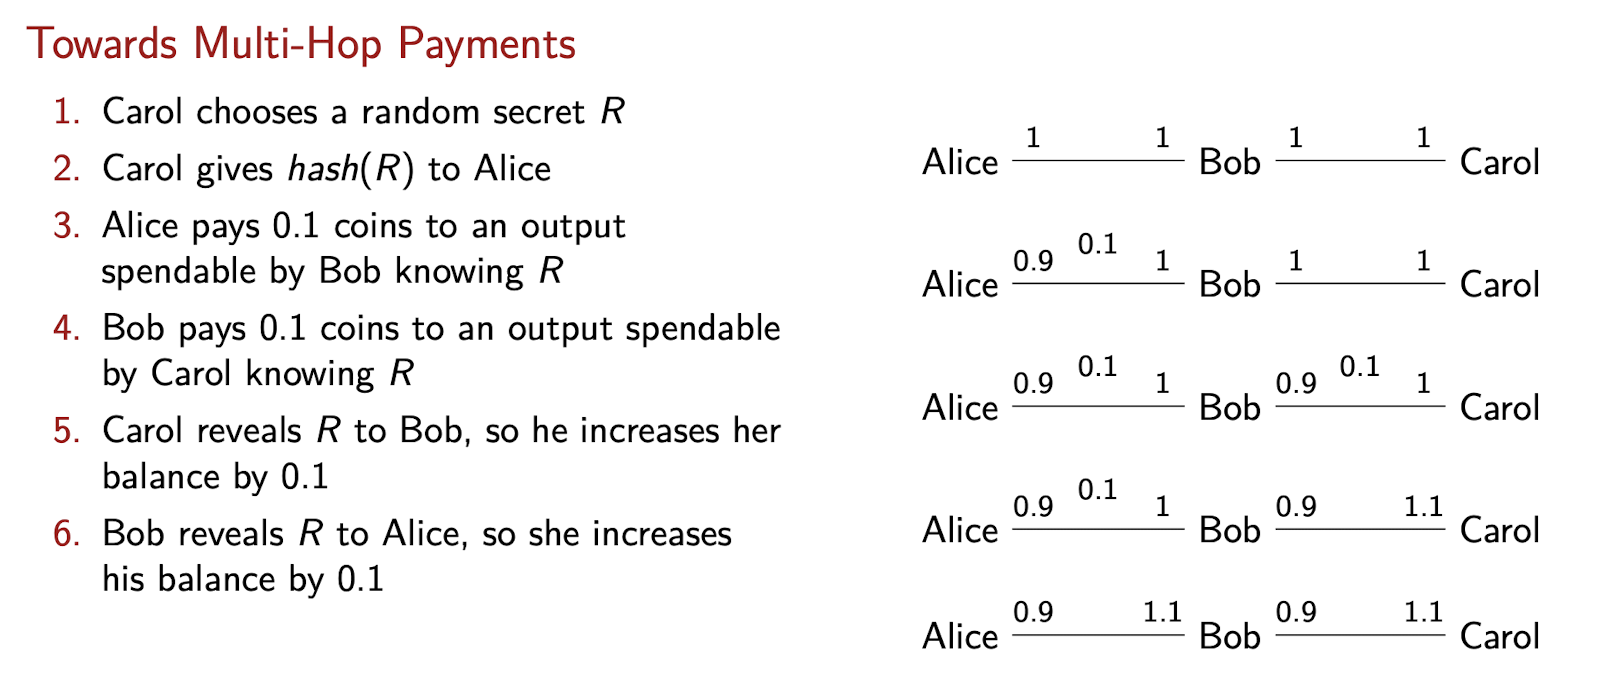 Towards Multi-Hop Payments
1. Carol chooses a random secret R
2. Carol gives hash(R) to Alice
3. Alice pays 0.1 coins to an output
spendable by Bob knowing R
4. Bob pays 0.1 coins to an output spendable
by Carol knowing R
5. Carol reveals R to Bob, so he increases her
balance by 0.1
6. Bob reveals R to Alice, so she increases
his balance by 0.1
1 1 1 1
Alice Bob Carol
0.9 0.1 1 1 1
Alice Bob Carol
0.9 0.1 1 0.9 0.1 1
Alice Bob Carol
0.9 0.1 1 0.9 1.1
Alice Bob Carol
0.9 1.1 0.9 1.1
Alice Bob Carol